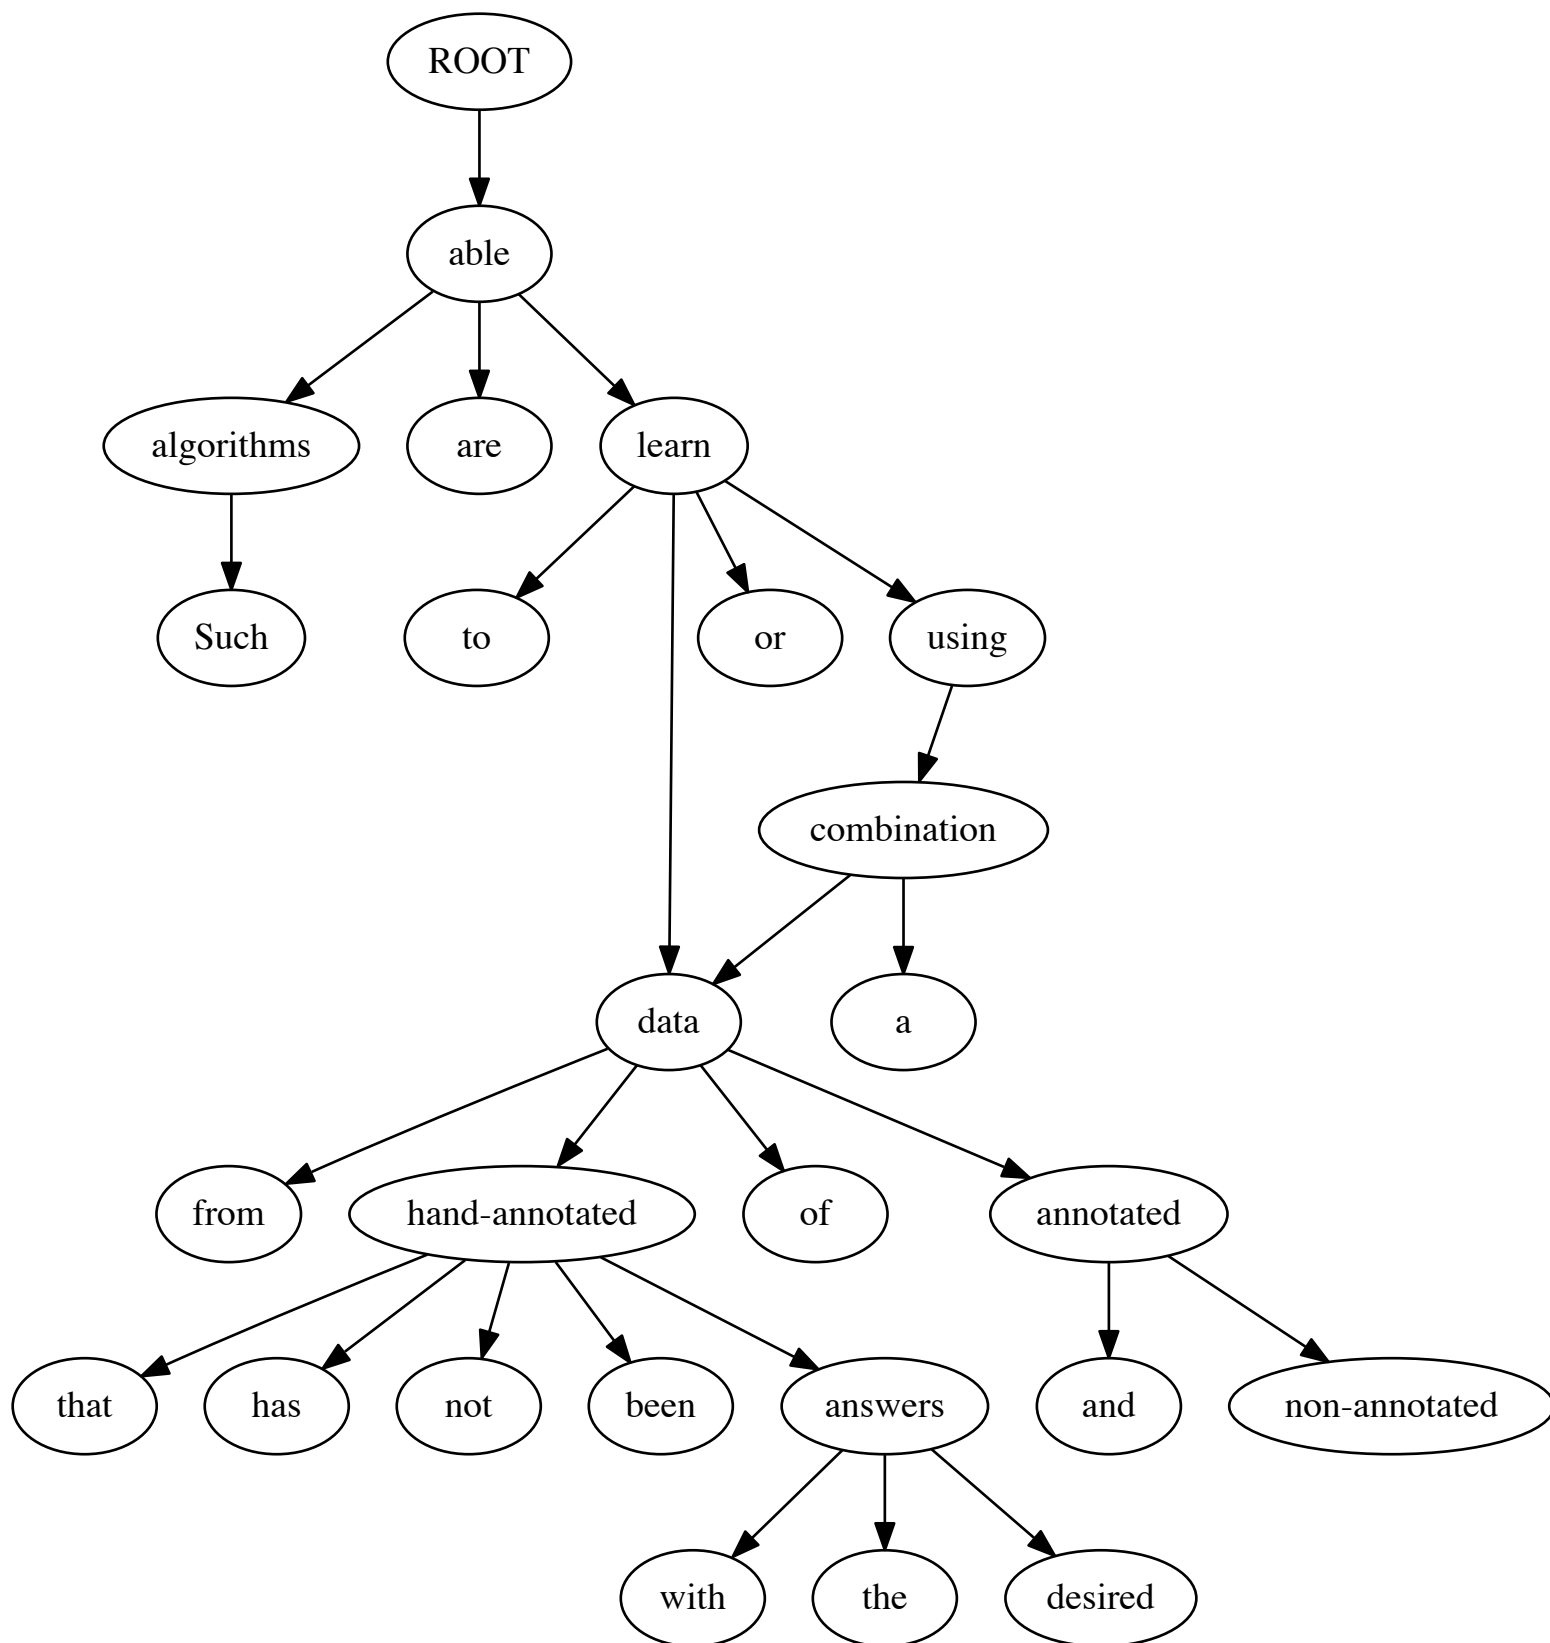 ROOT
able
algorithms
are
learn
Such
to
or
using
combination
data
a
from
hand-annotated
of
annotated
that
has
not
been
answers
and
non-annotated
with
the
desired